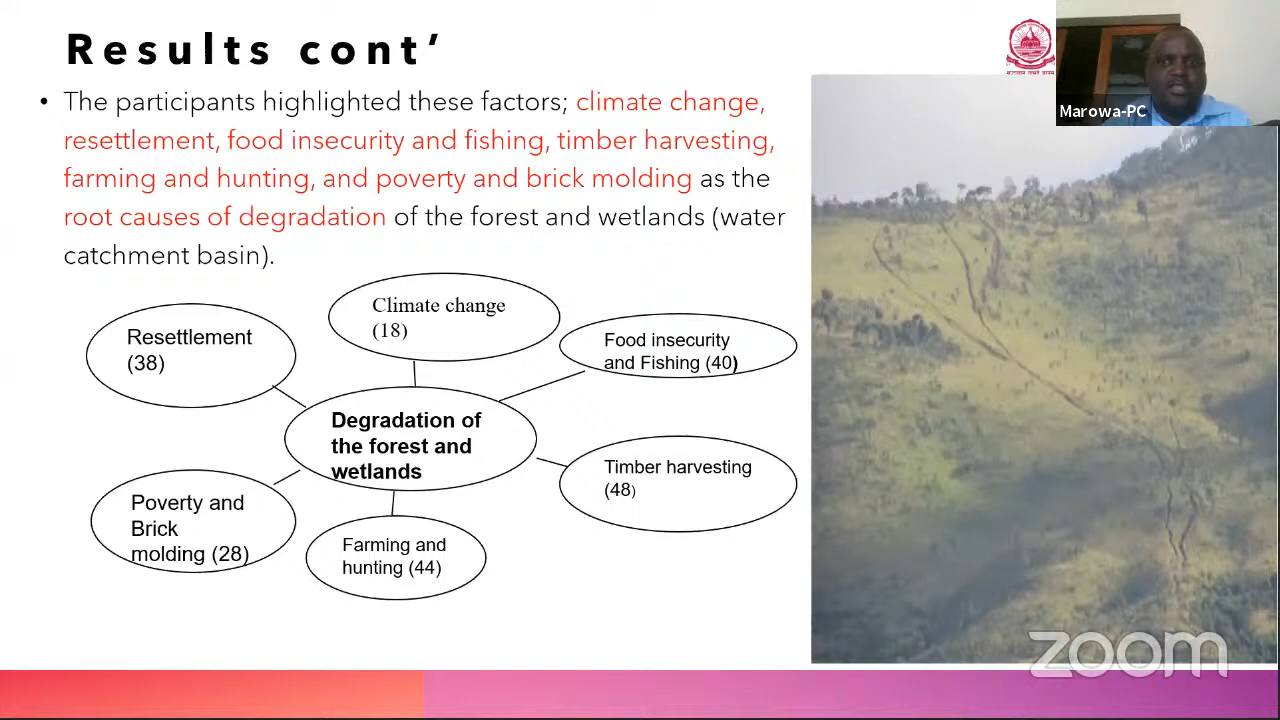 Results cont’
• The participants highlighted these factors; climate change,
resettlement, food insecurity and fishing, timber harvesting,
farming and hunting, and poverty and brick molding as the
root causes of degradation of the forest and wetlands (water
catchment basin).
Climate change
(18)
Resettlement
(38)
Food insecurity
and Fishing (40)
Degradation of
the forest and
wetlands
Timber harvesting
(48)
Poverty and
Brick
molding (28)
Farming and
hunting (44)
Marowa-PC
zoom